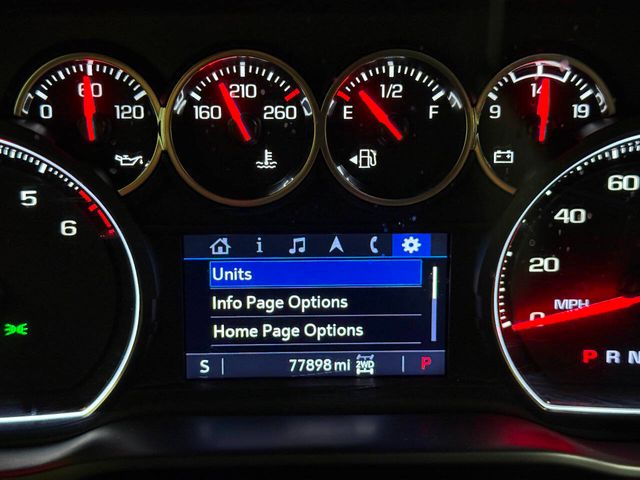 0 60 120
160 210 260
E 1/2 F
9 14 19
5
6
Units
Info Page Options
Home Page Options
S 77898 mi 2WD P
60
40
20
MPH
0
P R N